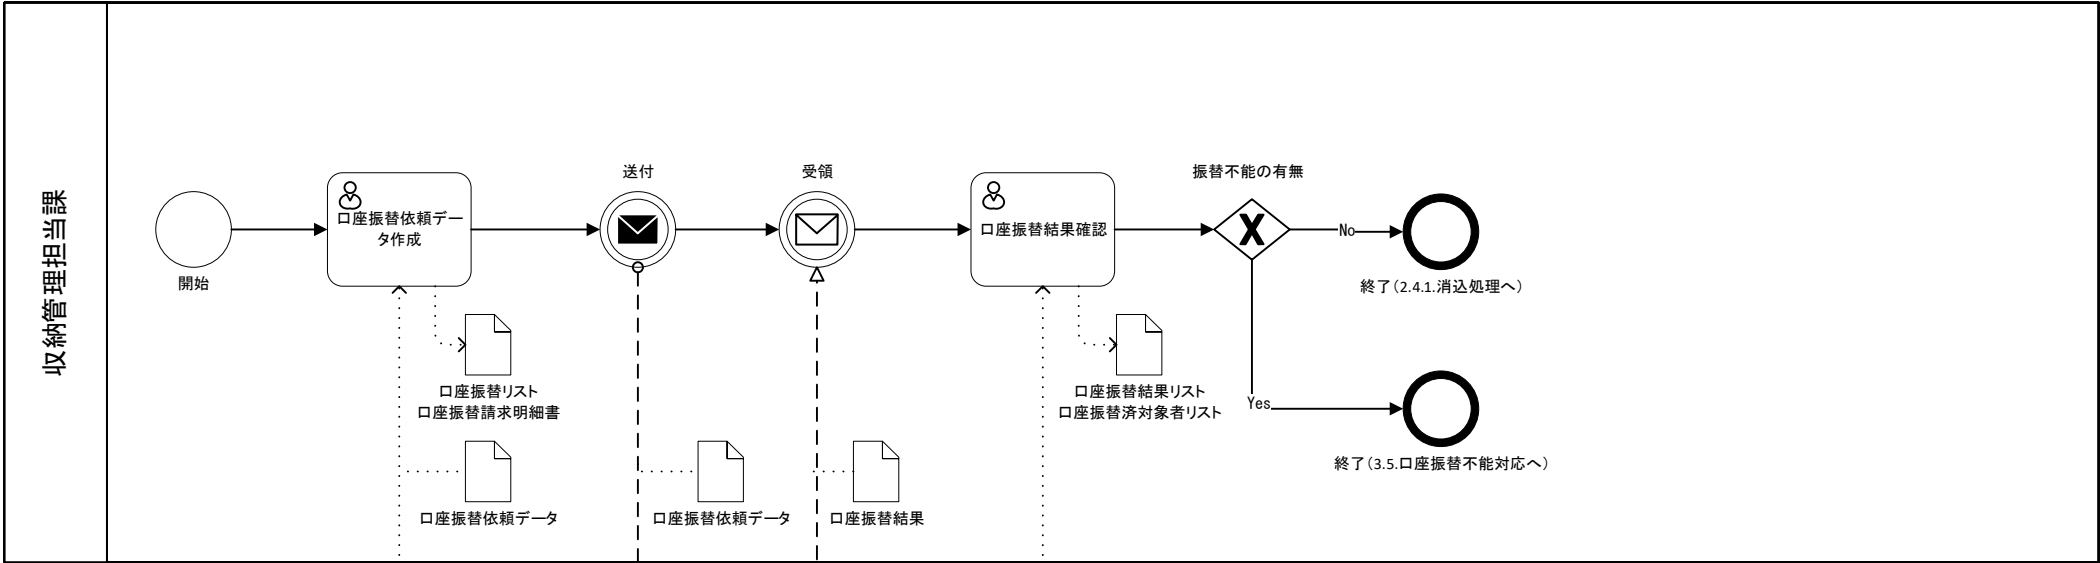 収納管理担当課
開始
口座振替依頼デー
タ作成
送付
受領
口座振替結果確認
振替不能の有無
No
終了(2.4.1.消込処理へ)
口座振替リスト
口座振替請求明細書
口座振替結果リスト
口座振替済対象者リスト
Yes
終了(3.5.口座振替不能対応へ)
口座振替依頼データ
口座振替依頼データ
口座振替結果